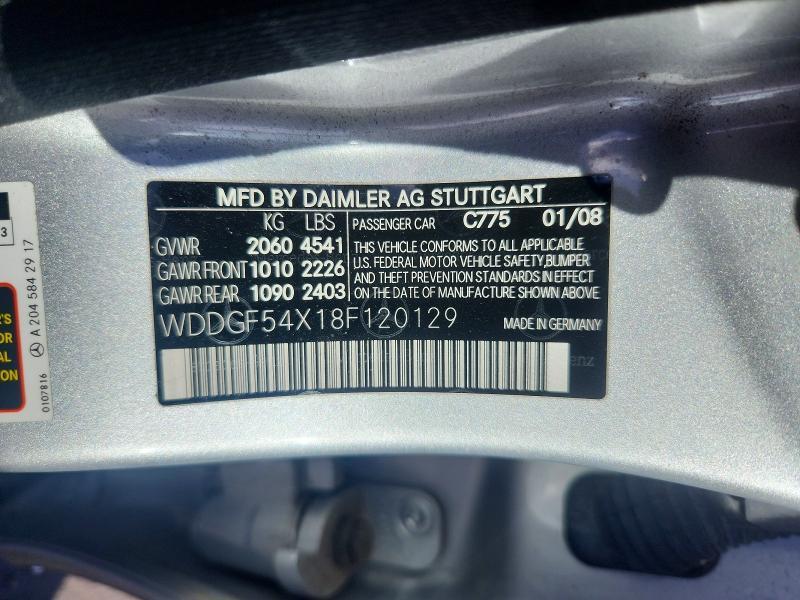 MFD BY DAIMLER AG STUTTGART
KG LBS PASSENGER CAR C775 01/08
GVWR 2060 4541
GAWR FRONT 1010 2226
GAWR REAR 1090 2403
THIS VEHICLE CONFORMS TO ALL APPLICABLE
U.S. FEDERAL MOTOR VEHICLE SAFETY, BUMPER
AND THEFT PREVENTION STANDARDS IN EFFECT
ON THE DATE OF MANUFACTURE SHOWN ABOVE
WDDGF54X18F120129
MADE IN GERMANY
3
A 204 584 29 17
0107816